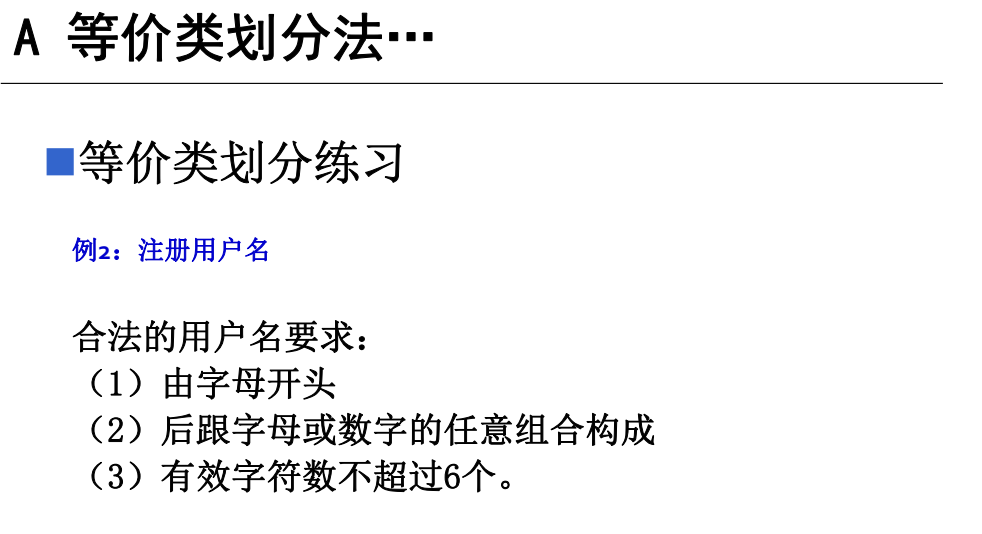 A 等价类划分法…
等价类划分练习
例2：注册用户名
合法的用户名要求：
（1）由字母开头
（2）后跟字母或数字的任意组合构成
（3）有效字符数不超过6个。